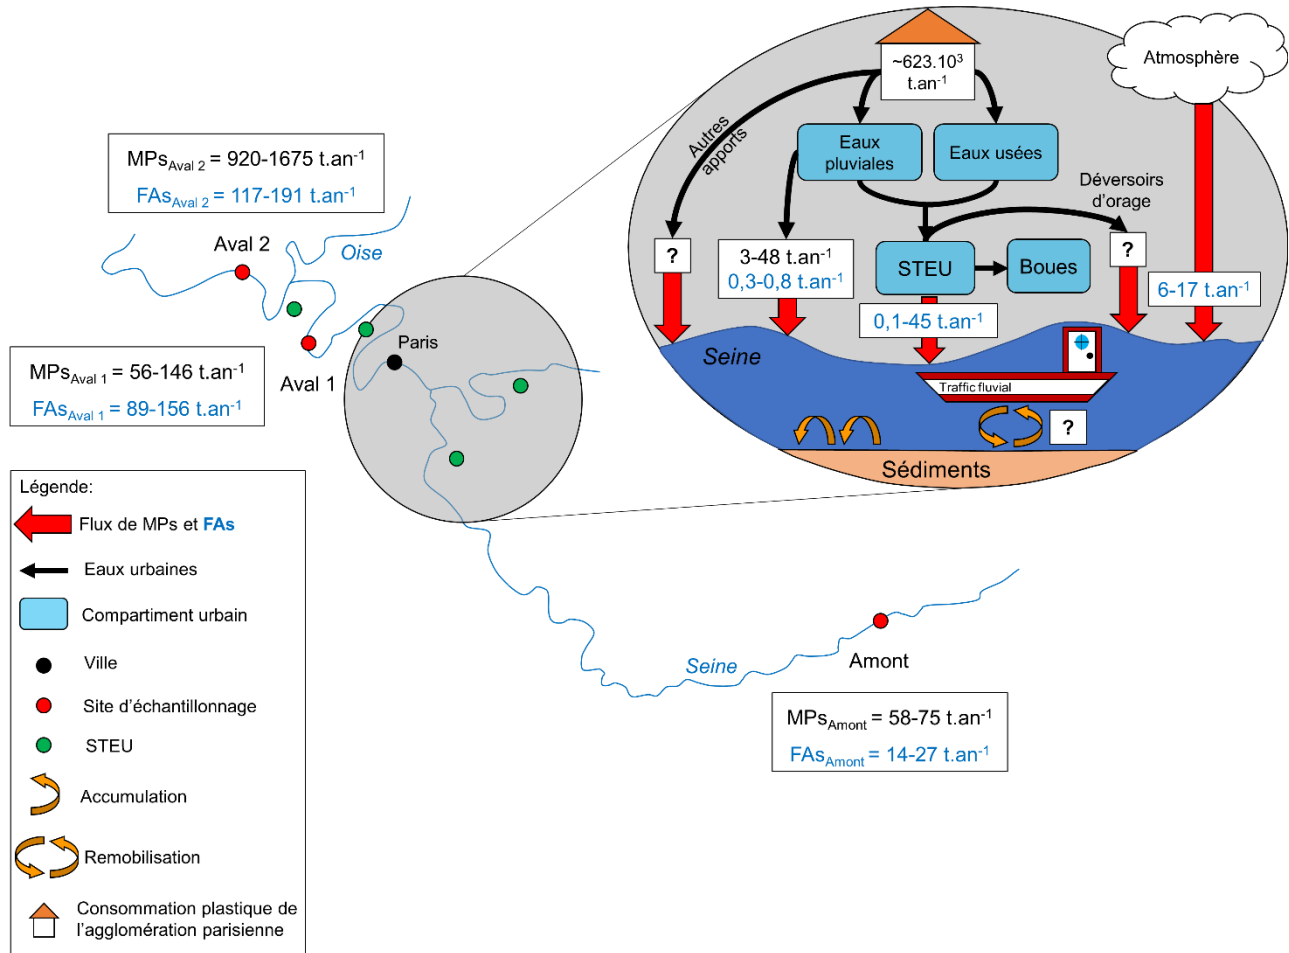 ~623.10³
t.an⁻¹
Atmosphère
Autres
apports
Eaux
pluviales
Eaux usées
Déversoirs
d'orage
?
3-48 t.an⁻¹
0,3-0,8 t.an⁻¹
STEU
Boues
?
0,1-45 t.an⁻¹
6-17 t.an⁻¹
Seine
Traffic fluvial
?
Sédiments
MPsAval 2 = 920-1675 t.an⁻¹
FAsAval 2 = 117-191 t.an⁻¹
Aval 2
Oise
Paris
Aval 1
MPsAval 1 = 56-146 t.an⁻¹
FAsAval 1 = 89-156 t.an⁻¹
Seine
Amont
MPsAmont = 58-75 t.an⁻¹
FAsAmont = 14-27 t.an⁻¹
Légende:
Flux de MPs et FAs
Eaux urbaines
Compartiment urbain
Ville
Site d'échantillonnage
STEU
Accumulation
Remobilisation
Consommation plastique de
l'agglomération parisienne